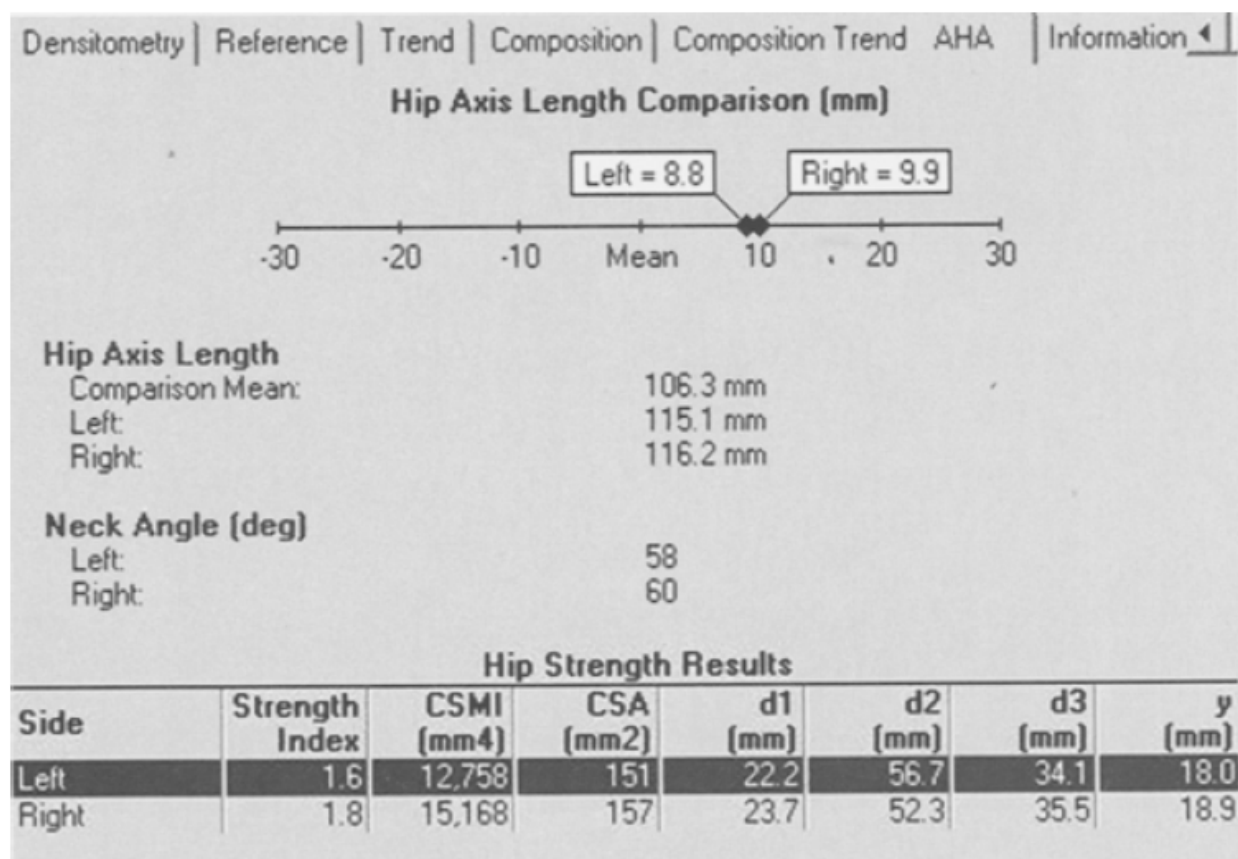 Densitometry Reference Trend Composition Composition Trend AHA Information
Hip Axis Length Comparison (mm)
Left = 8.8 Right = 9.9
-30 -20 -10 Mean 10 20 30
Hip Axis Length
Comparison Mean: 106.3 mm
Left: 115.1 mm
Right: 116.2 mm
Neck Angle (deg)
Left: 58
Right: 60
Hip Strength Results
Side Strength Index CSMI (mm4) CSA (mm2) d1 (mm) d2 (mm) d3 (mm) y (mm)
Left 1.6 12,758 151 22.2 56.7 34.1 18.0
Right 1.8 15,168 157 23.7 52.3 35.5 18.9